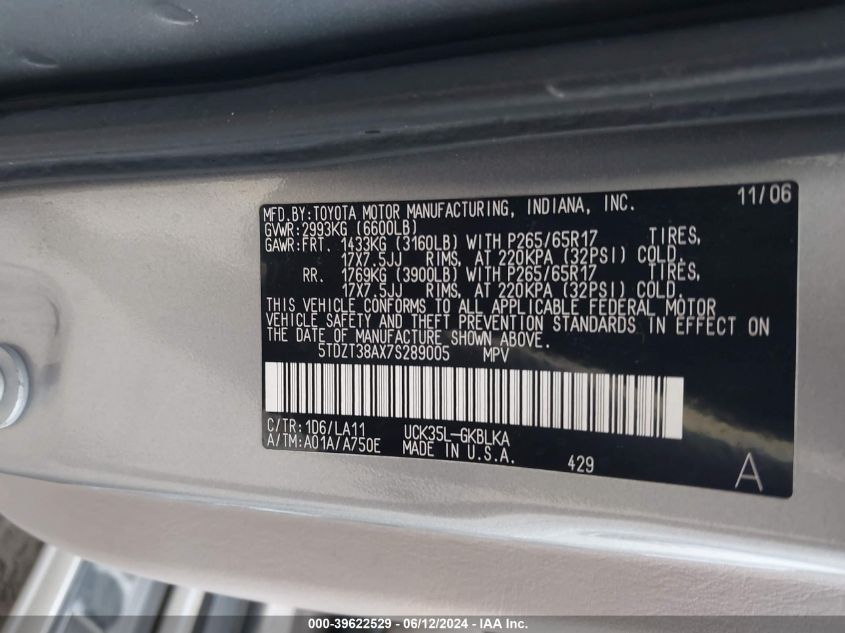 11/06
MFD.BY:TOYOTA MOTOR MANUFACTURING, INDIANA, INC.
GVWR:2993KG (6600LB)
GAWR:FRT. 1433KG (3160LB) WITH P265/65R17 TIRES,
17X7.5JJ RIMS, AT 220KPA (32PSI) COLD.
RR. 1769KG (3900LB) WITH P265/65R17 TIRES,
17X7.5JJ RIMS, AT 220KPA (32PSI) COLD.
THIS VEHICLE CONFORMS TO ALL APPLICABLE FEDERAL MOTOR
VEHICLE SAFETY AND THEFT PREVENTION STANDARDS IN EFFECT ON
THE DATE OF MANUFACTURE SHOWN ABOVE.
5TDZT38AX7S289005 MPV
C/TR:1D6/LA11 UCK35L-GKBLKA
A/TM:A01A/A750E MADE IN U.S.A.
429
A
000-39622529 - 06/12/2024 - IAA Inc.